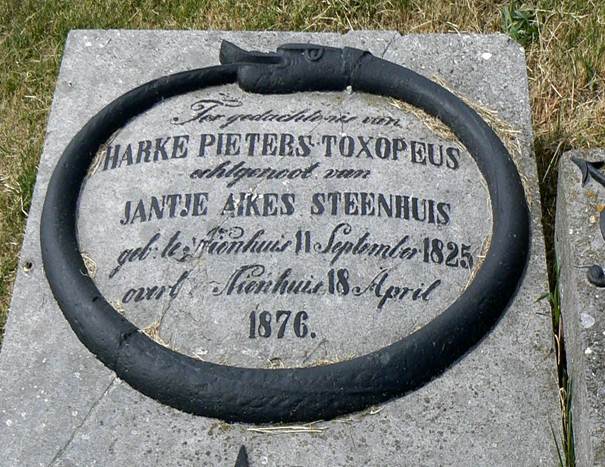 Ter gedachtenis van
HARKE PIETERS TOXOPEUS
echtgenoot van
JANTJE AIKES STEENHUIS
geb. te Nienhuis 11 September 1825
overl. Nienhuis 18 April
1876.